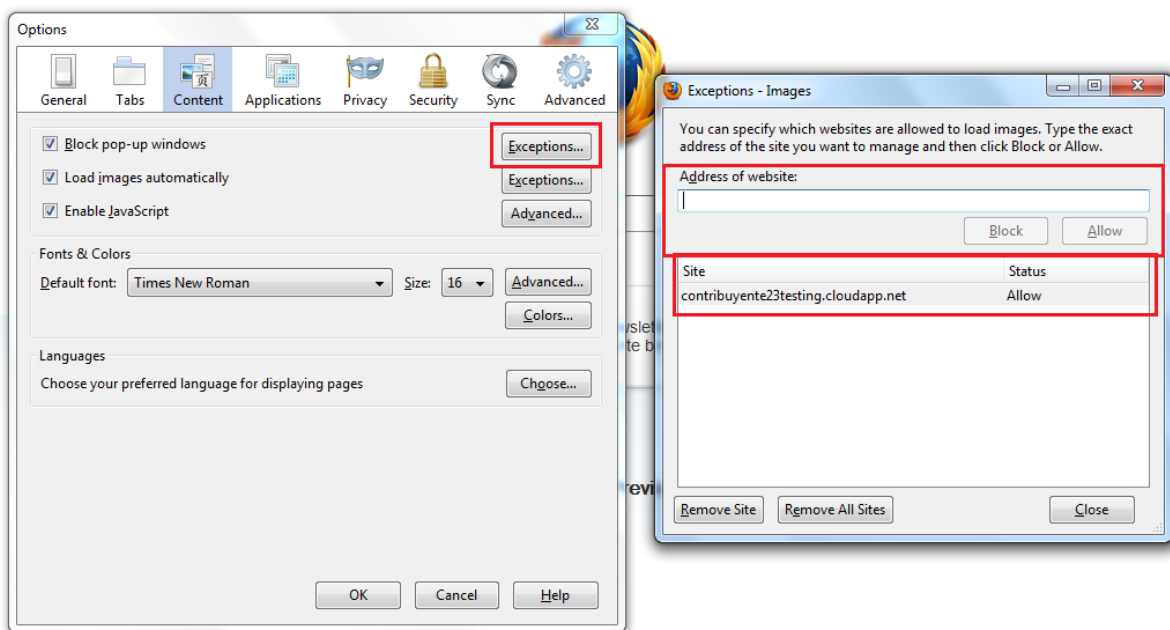 Options
General Tabs Content Applications Privacy Security Sync Advanced
页
Block pop-up windows
Exceptions...
Load images automatically
Exceptions...
Enable JavaScript
Advanced...
Fonts & Colors
Default font: Times New Roman Size: 16 Advanced...
Colors...
Languages
Choose your preferred language for displaying pages Choose...
OK Cancel Help
Exceptions - Images
You can specify which websites are allowed to load images. Type the exact
address of the site you want to manage and then click Block or Allow.
Address of website:
Block Allow
Site Status
contribuyente23testing.cloudapp.net Allow
Remove Site Remove All Sites Close